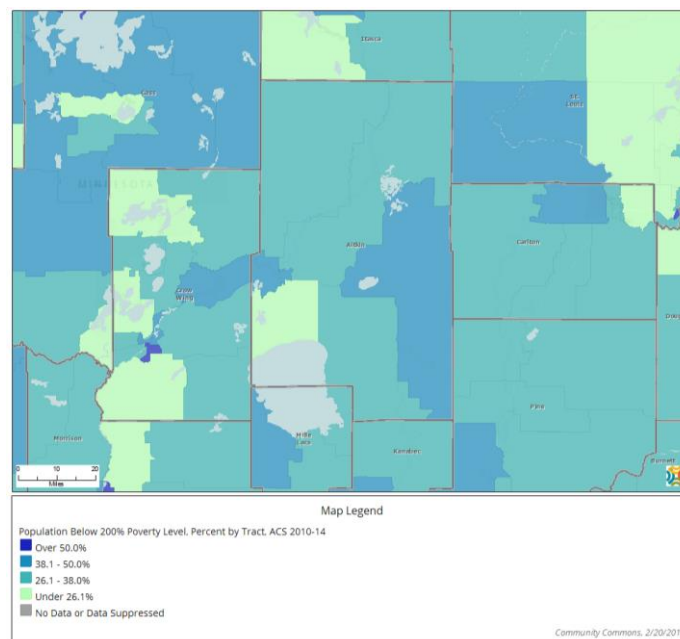 Itasca
Cass
St. Louis
MINNESOTA
Aitkin
Carlton
Crow
Wing
Pine
Morrison
Mille
Lacs
Kanabec
Burnett
0 10 20
Miles
Map Legend
Population Below 200% Poverty Level, Percent by Tract, ACS 2010-14
Over 50.0%
38.1 - 50.0%
26.1 - 38.0%
Under 26.1%
No Data or Data Suppressed
Community Commons, 2/20/201